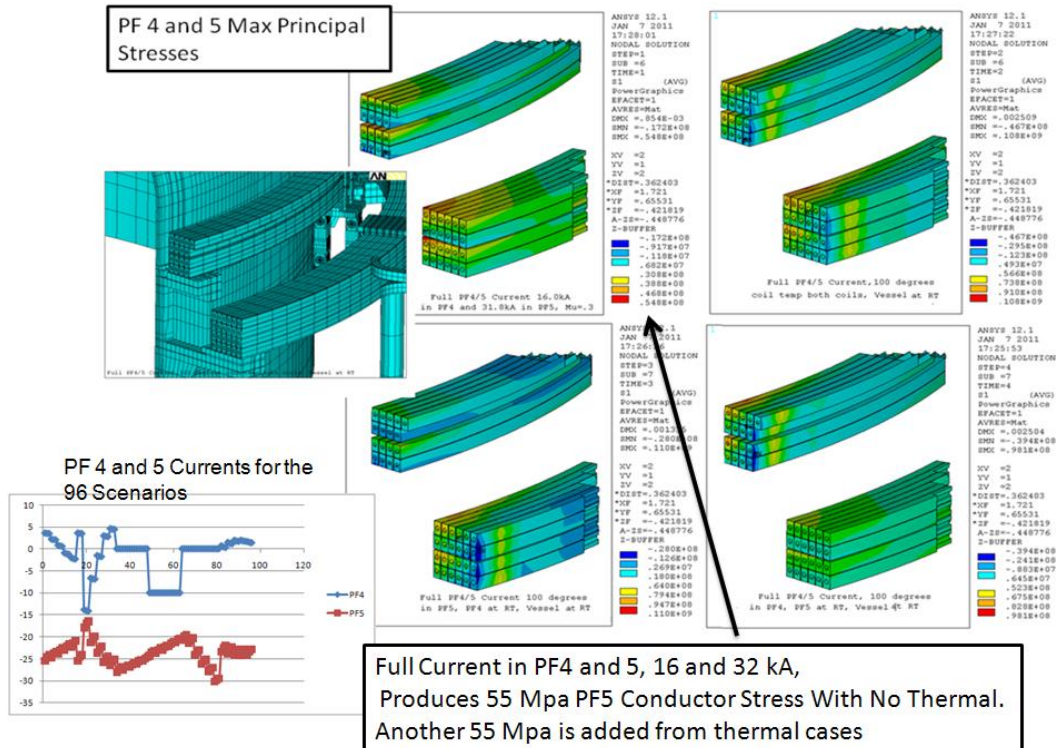 PF 4 and 5 Max Principal
Stresses
ANSYS 12.1
JAN 7 2011
17:28:01
NODAL SOLUTION
STEP=1
SUB =6
TIME=1
S1 (AVG)
PowerGraphics
EFACET=1
AVRES=Mat
DMX =.854E-03
SMN =-.172E+08
SMX =.548E+08
XV =2
YV =1
ZV =2
*DIST=.362403
*XF =1.721
*YF =.65531
*ZF =-.421819
A-ZS=-.448776
Z-BUFFER
-.172E+08
-.917E+07
-.118E+07
.682E+07
.308E+08
.388E+08
.468E+08
.548E+08
Full PF4/5 Current 16.0kA
in PF4 and 31.8kA in PF5, Mu=.3
1
ANSYS 12.1
JAN 7 2011
17:27:22
NODAL SOLUTION
STEP=2
SUB =6
TIME=2
S1 (AVG)
PowerGraphics
EFACET=1
AVRES=Mat
DMX =.002509
SMN =-.467E+08
SMX =.108E+09
XV =2
YV =1
ZV =2
*DIST=.362403
*XF =1.721
*YF =.65531
*ZF =-.421819
A-ZS=-.448776
Z-BUFFER
-.467E+08
-.295E+08
-.123E+08
.493E+07
.566E+08
.738E+08
.910E+08
.108E+09
Full PF4/5 Current,100 degrees
coil temp both coils, Vessel at RT
AN
ANSYS 12.1
JAN 7 2011
NODAL SOLUTION
STEP=3
SUB =7
TIME=3
S1 (AVG)
PowerGraphics
EFACET=1
AVRES=Mat
SMN =-.280E+08
SMX =.110E+09
XV =2
YV =1
ZV =2
*DIST=.362403
*XF =1.721
*YF =.65531
*ZF =-.421819
A-ZS=-.448776
Z-BUFFER
-.280E+08
-.126E+08
.269E+07
.180E+08
.640E+08
.794E+08
.947E+08
.110E+09
Full PF4/5 Current 100 degrees
in PF5, PF4 at RT, Vessel at RT
1
ANSYS 12.1
JAN 7 2011
17:25:53
NODAL SOLUTION
STEP=4
SUB =7
TIME=4
S1 (AVG)
PowerGraphics
EFACET=1
AVRES=Mat
DMX =.002504
SMN =-.394E+08
SMX =.981E+08
XV =2
YV =1
ZV =2
*DIST=.362403
*XF =1.721
*YF =.65531
*ZF =-.421819
A-ZS=-.448776
Z-BUFFER
-.394E+08
-.241E+08
-.883E+07
.645E+07
.523E+08
.675E+08
.828E+08
.981E+08
Full PF4/5 Current, 100 degrees
in PF4, PF5 at RT, Vessel at RT
PF 4 and 5 Currents for the
96 Scenarios
10
5
0
-5
-10
-15
-20
-25
-30
-35
0 20 40 60 80 100 120
PF4
PF5
Full Current in PF4 and 5, 16 and 32 kA,
Produces 55 Mpa PF5 Conductor Stress With No Thermal.
Another 55 Mpa is added from thermal cases